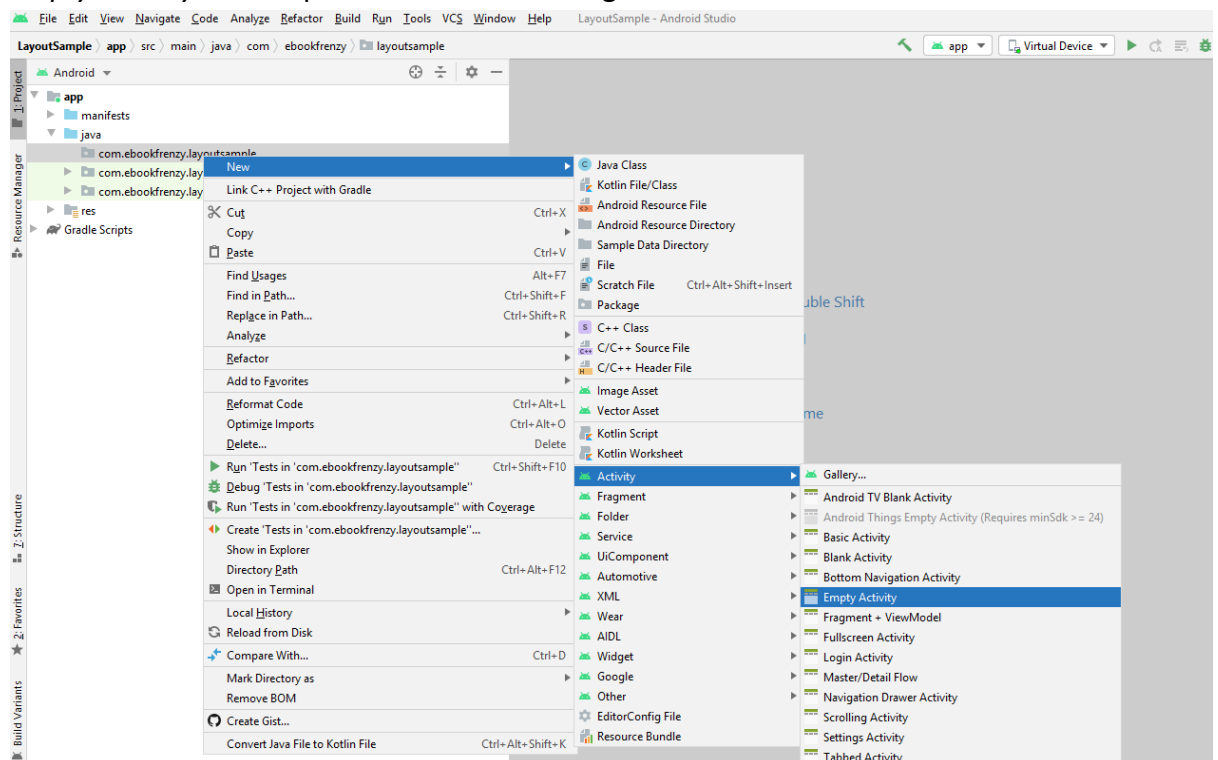 File Edit View Navigate Code Analyze Refactor Build Run Tools VCS Window Help LayoutSample - Android Studio
LayoutSample app src main java com ebookfrenzy layoutsample app Virtual Device
1: Project
Resource Manager
7: Structure
2: Favorites
Build Variants
Android
app
manifests
java
com.ebookfrenzy.layoutsample
com.ebookfrenzy.lay
com.ebookfrenzy.lay
res
Gradle Scripts
New
Link C++ Project with Gradle
Cut Ctrl+X
Copy
Paste Ctrl+V
Find Usages Alt+F7
Find in Path... Ctrl+Shift+F
Replace in Path... Ctrl+Shift+R
Analyze
Refactor
Add to Favorites
Reformat Code Ctrl+Alt+L
Optimize Imports Ctrl+Alt+O
Delete... Delete
Run 'Tests in 'com.ebookfrenzy.layoutsample'' Ctrl+Shift+F10
Debug 'Tests in 'com.ebookfrenzy.layoutsample''
Run 'Tests in 'com.ebookfrenzy.layoutsample'' with Coverage
Create 'Tests in 'com.ebookfrenzy.layoutsample''...
Show in Explorer
Directory Path Ctrl+Alt+F12
Open in Terminal
Local History
Reload from Disk
Compare With... Ctrl+D
Mark Directory as
Remove BOM
Create Gist...
Convert Java File to Kotlin File Ctrl+Alt+Shift+K
Java Class
Kotlin File/Class
Android Resource File
Android Resource Directory
Sample Data Directory
File
Scratch File Ctrl+Alt+Shift+Insert
Package
C++ Class
C/C++ Source File
C/C++ Header File
Image Asset
Vector Asset
Kotlin Script
Kotlin Worksheet
Activity
Fragment
Folder
Service
UiComponent
Automotive
XML
Wear
AIDL
Widget
Google
Other
EditorConfig File
Resource Bundle
uble Shift
me
Gallery...
Android TV Blank Activity
Android Things Empty Activity (Requires minSdk >= 24)
Basic Activity
Blank Activity
Bottom Navigation Activity
Empty Activity
Fragment + ViewModel
Fullscreen Activity
Login Activity
Master/Detail Flow
Navigation Drawer Activity
Scrolling Activity
Settings Activity
Tabbed Activity